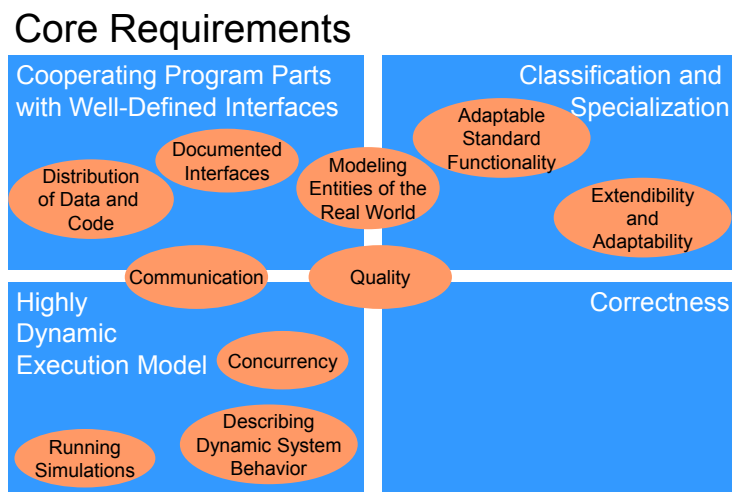 Core Requirements
Cooperating Program Parts
with Well-Defined Interfaces
Classification and
Specialization
Adaptable
Standard
Functionality
Documented
Interfaces
Modeling
Entities of the
Real World
Distribution
of Data and
Code
Extendibility
and
Adaptability
Communication
Quality
Highly
Dynamic
Execution Model
Correctness
Concurrency
Describing
Dynamic System
Behavior
Running
Simulations